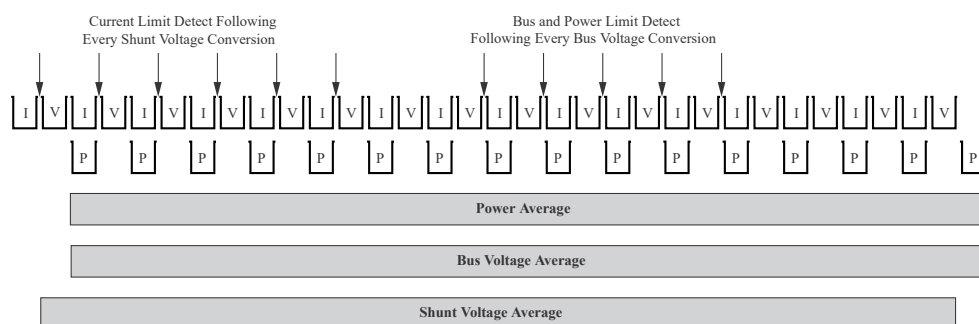 Current Limit Detect Following
Every Shunt Voltage Conversion
Bus and Power Limit Detect
Following Every Bus Voltage Conversion
I V I V I V I V I V I V I V I V I V I V I V I V I V I V I V I V
P P P P P P P P P P P P P P P P
Power Average
Bus Voltage Average
Shunt Voltage Average